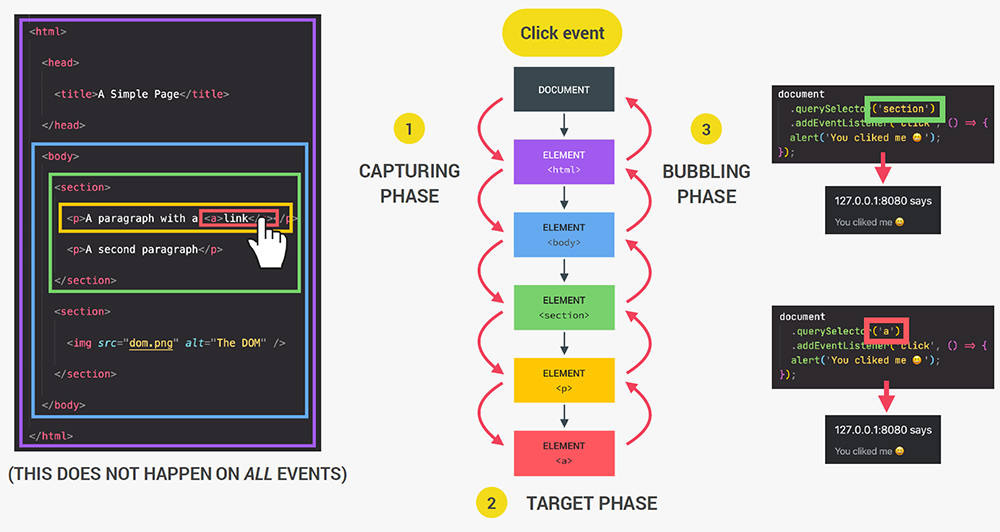 <html>
<head>
<title>A Simple Page</title>
</head>
<body>
<section>
<p>A paragraph with a <a>link</a></p>
<p>A second paragraph</p>
</section>
<section>
<img src="dom.png" alt="The DOM" />
</section>
</body>
</html>
(THIS DOES NOT HAPPEN ON ALL EVENTS)
Click event
1
CAPTURING
PHASE
DOCUMENT
ELEMENT
<html>
ELEMENT
<body>
ELEMENT
<section>
ELEMENT
<p>
ELEMENT
<a>
2
TARGET PHASE
3
BUBBLING
PHASE
document
.querySelector('section')
.addEventListener('click', () => {
alert('You cliked me 😄');
});
127.0.0.1:8080 says
You cliked me 😄
document
.querySelector('a')
.addEventListener('click', () => {
alert('You cliked me 😄');
});
127.0.0.1:8080 says
You cliked me 😄